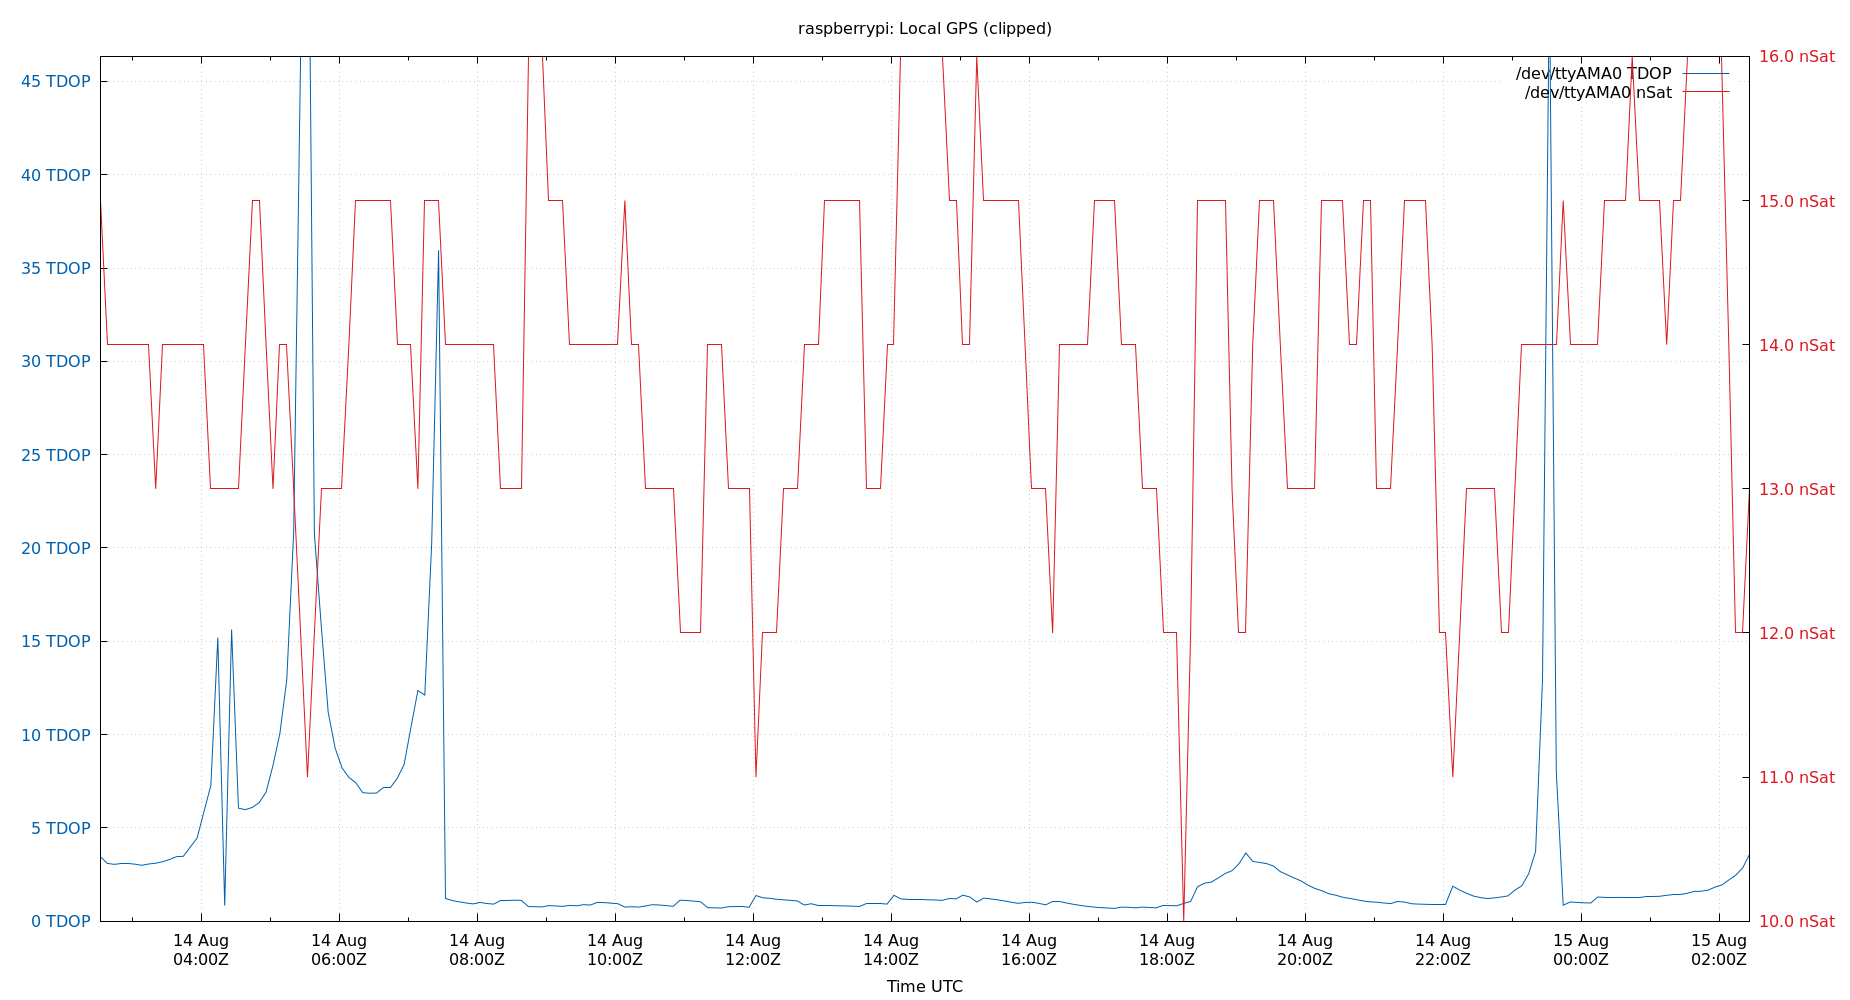 raspberrypi: Local GPS (clipped)
/dev/ttyAMA0 TDOP
/dev/ttyAMA0 nSat
45 TDOP
40 TDOP
35 TDOP
30 TDOP
25 TDOP
20 TDOP
15 TDOP
10 TDOP
5 TDOP
0 TDOP
16.0 nSat
15.0 nSat
14.0 nSat
13.0 nSat
12.0 nSat
11.0 nSat
10.0 nSat
14 Aug 14 Aug 14 Aug 14 Aug 14 Aug 14 Aug 14 Aug 14 Aug 14 Aug 14 Aug 15 Aug 15 Aug
04:00Z 06:00Z 08:00Z 10:00Z 12:00Z 14:00Z 16:00Z 18:00Z 20:00Z 22:00Z 00:00Z 02:00Z
Time UTC